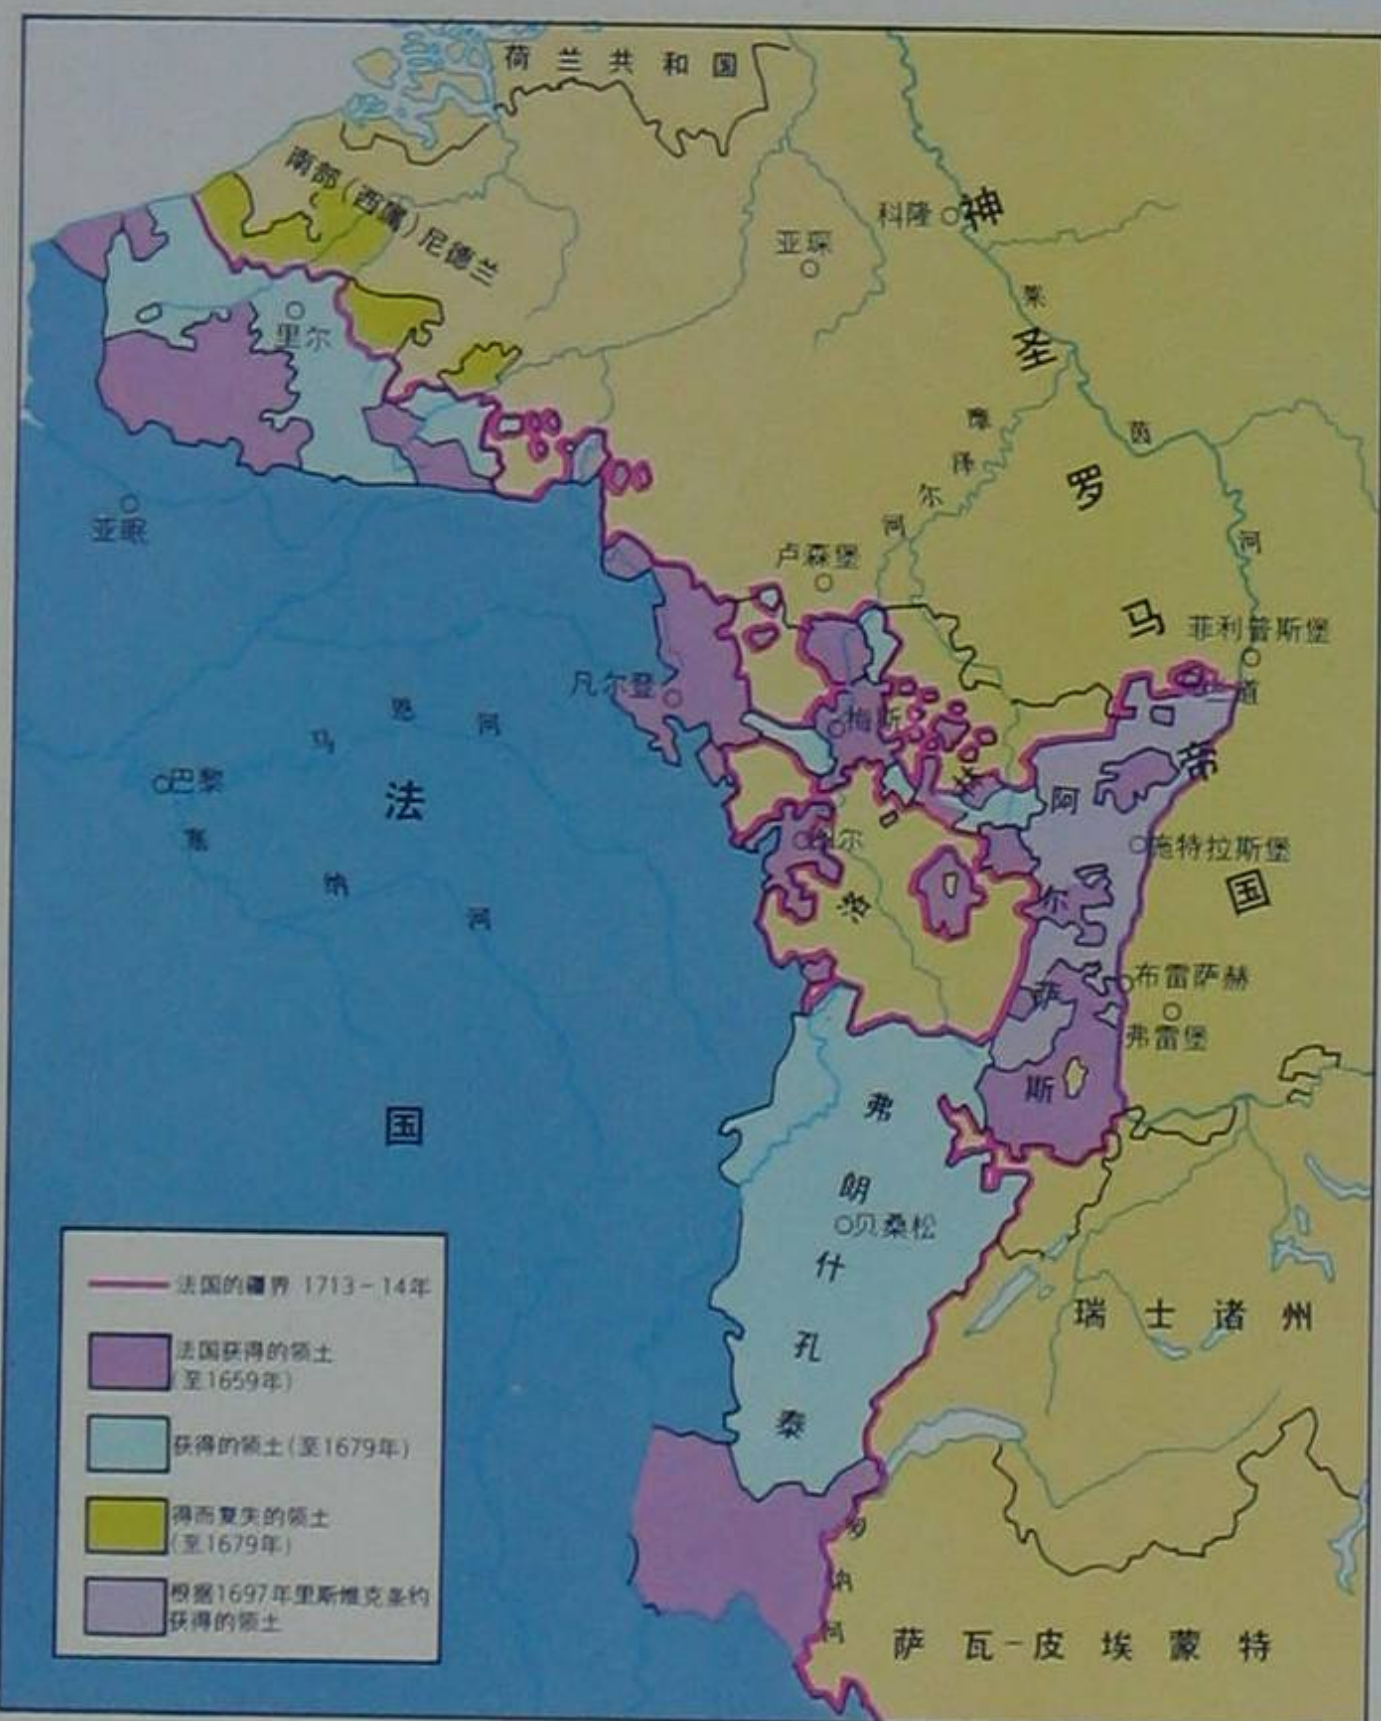 荷兰共和国
南部(西属)尼德兰
科隆
亚琛
神圣罗马帝国
莱茵河
里尔
摩泽尔河
亚眠
卢森堡
菲利普斯堡
兰道
凡尔登
梅斯
马恩河
巴黎
法国
阿尔萨斯
施特拉斯堡
塞纳河
洛林
布雷萨赫
弗雷堡
弗朗什孔泰
贝桑松
瑞士诸州
罗纳河
萨瓦-皮埃蒙特
法国的疆界 1713-14年
法国获得的领土
(至1659年)
获得的领土(至1679年)
得而复失的领土
(至1679年)
根据1697年里斯维克条约
获得的领土